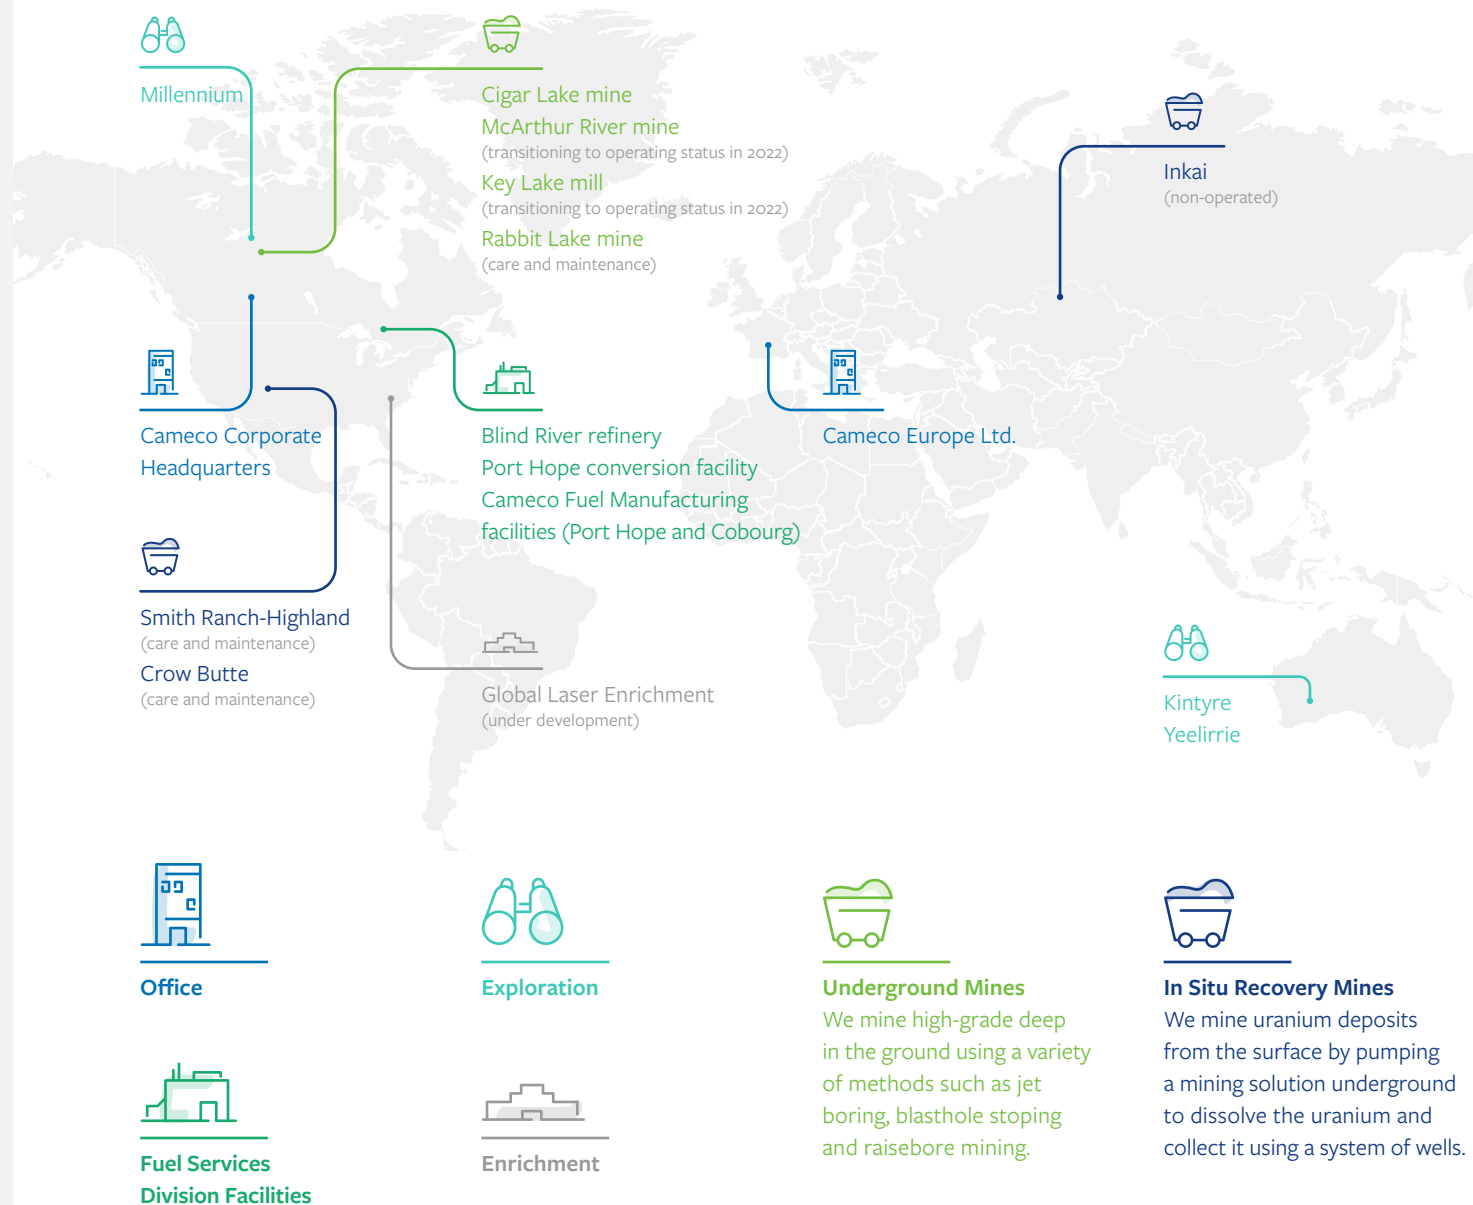 Millennium
Cigar Lake mine
McArthur River mine
(transitioning to operating status in 2022)
Key Lake mill
(transitioning to operating status in 2022)
Rabbit Lake mine
(care and maintenance)
Inkai
(non-operated)
Cameco Corporate
Headquarters
Blind River refinery
Port Hope conversion facility
Cameco Fuel Manufacturing
facilities (Port Hope and Cobourg)
Cameco Europe Ltd.
Smith Ranch-Highland
(care and maintenance)
Crow Butte
(care and maintenance)
Global Laser Enrichment
(under development)
Kintyre
Yeelirrie
Office
Exploration
Underground Mines
We mine high-grade deep
in the ground using a variety
of methods such as jet
boring, blasthole stoping
and raisebore mining.
In Situ Recovery Mines
We mine uranium deposits
from the surface by pumping
a mining solution underground
to dissolve the uranium and
collect it using a system of wells.
Fuel Services
Division Facilities
Enrichment